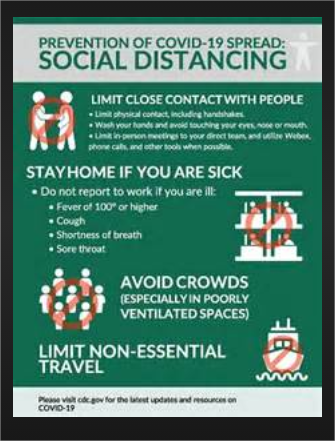 PREVENTION OF COVID-19 SPREAD:
SOCIAL DISTANCING
LIMIT CLOSE CONTACT WITH PEOPLE
• Limit physical contact, including handshakes.
• Wash your hands and avoid touching your eyes, nose or mouth.
• Limit in-person meetings to your direct team, and utilize Webex,
phone calls, and other tools when possible.
STAY HOME IF YOU ARE SICK
• Do not report to work if you are ill:
• Fever of 100° or higher
• Cough
• Shortness of breath
• Sore throat
AVOID CROWDS
(ESPECIALLY IN POORLY
VENTILATED SPACES)
LIMIT NON-ESSENTIAL
TRAVEL
Please visit cdc.gov for the latest updates and resources on
COVID-19